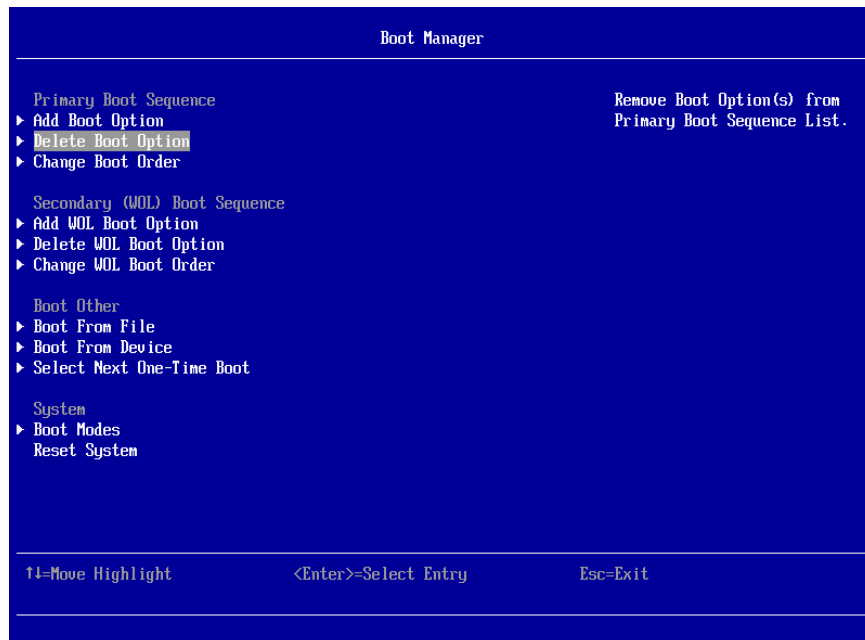 Boot Manager
Primary Boot Sequence
Add Boot Option
Delete Boot Option
Change Boot Order
Remove Boot Option(s) from
Primary Boot Sequence List.
Secondary (WOL) Boot Sequence
Add WOL Boot Option
Delete WOL Boot Option
Change WOL Boot Order
Boot Other
Boot From File
Boot From Device
Select Next One-Time Boot
System
Boot Modes
Reset System
↑↓=Move Highlight <Enter>=Select Entry Esc=Exit